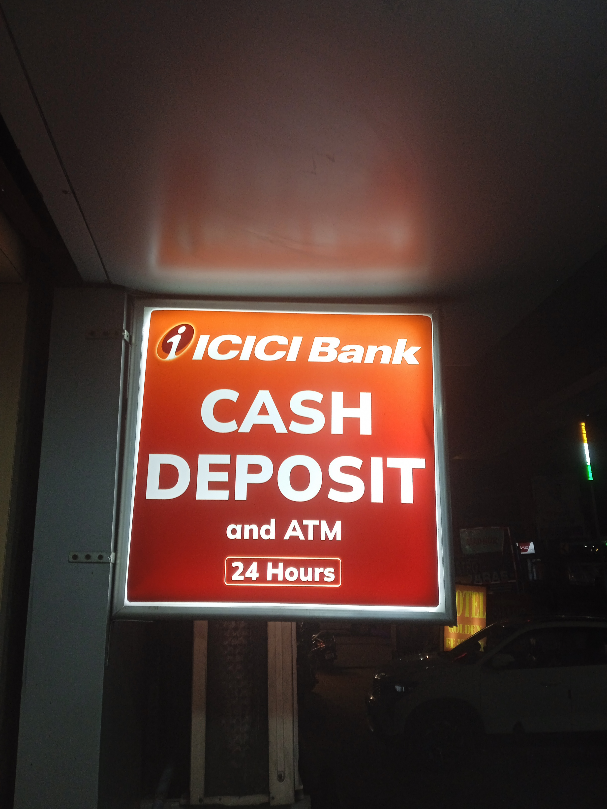 i ICICI Bank
CASH
DEPOSIT
and ATM
24 Hours